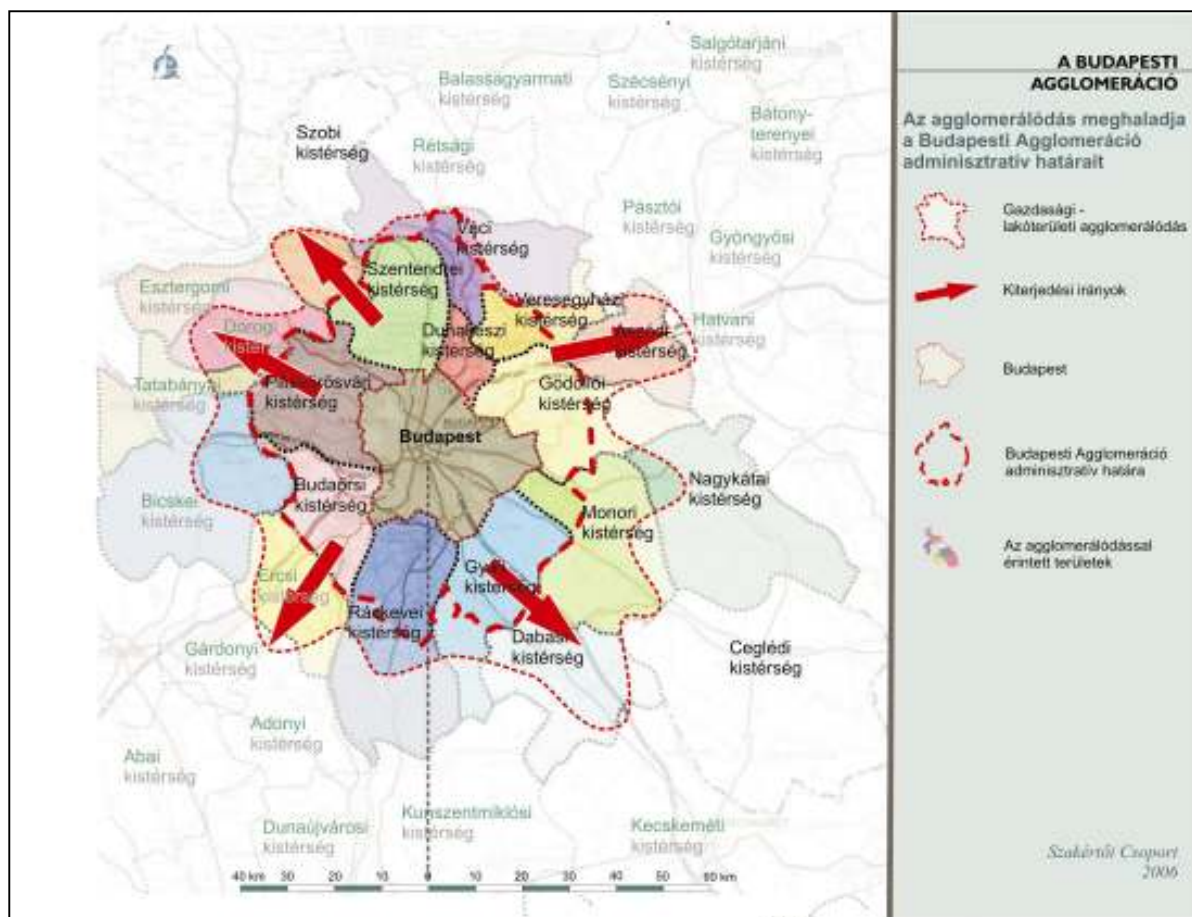 Salgótarjáni
kistérség
Balassagyarmati
kistérség
Szécsényi
kistérség
Bátony-
terenyei
kistérség
Szobi
kistérség
Rétsági
kistérség
Pásztói
kistérség
Gyöngyösi
kistérség
Váci
kistérség
Szentendrei
kistérség
Esztergomi
kistérség
Veresegyházi
kistérség
Hatvani
kistérség
Dorogi
Dunakeszi
kistérség
kistérség
Tatabányai
kistérség
kistérség
Gödöllői
kistérség
Budapest
Budaörsi
kistérség
Nagykátai
kistérség
Bicskei
kistérség
Monori
kistérség
Ercsi
kistérség
kistérség
Ráckevei
kistérség
Dabasi
kistérség
Gárdonyi
kistérség
Ceglédi
kistérség
Adonyi
kistérség
Abai
kistérség
Dunaújvárosi
kistérség
Kunszentmiklósi
kistérség
Kecskeméti
kistérség
40 km 30 20 10 0 10 20 30 40 50 60 km
A BUDAPESTI
AGGLOMERÁCIÓ
Az agglomerálódás meghaladja
a Budapesti Agglomeráció
adminisztratív határait
Gazdasági -
lakóterületi agglomerálódás
Kiterjedési irányok
Budapest
Budapesti Agglomeráció
adminisztratív határa
Az agglomerálódással
érintett területek
Szakértői Csoport
2006